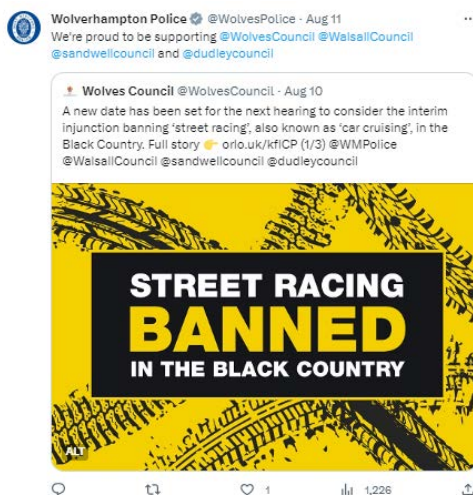 Wolverhampton Police @WolvesPolice · Aug 11
We're proud to be supporting @WolvesCouncil @WalsallCouncil
@sandwellcouncil and @dudleycouncil
Wolves Council @WolvesCouncil · Aug 10
A new date has been set for the next hearing to consider the interim
injunction banning 'street racing', also known as 'car cruising', in the
Black Country. Full story 👉 orlo.uk/kfICP (1/3) @WMPolice
@WalsallCouncil @sandwellcouncil @dudleycouncil
STREET RACING
BANNED
IN THE BLACK COUNTRY
ALT
1 1,226